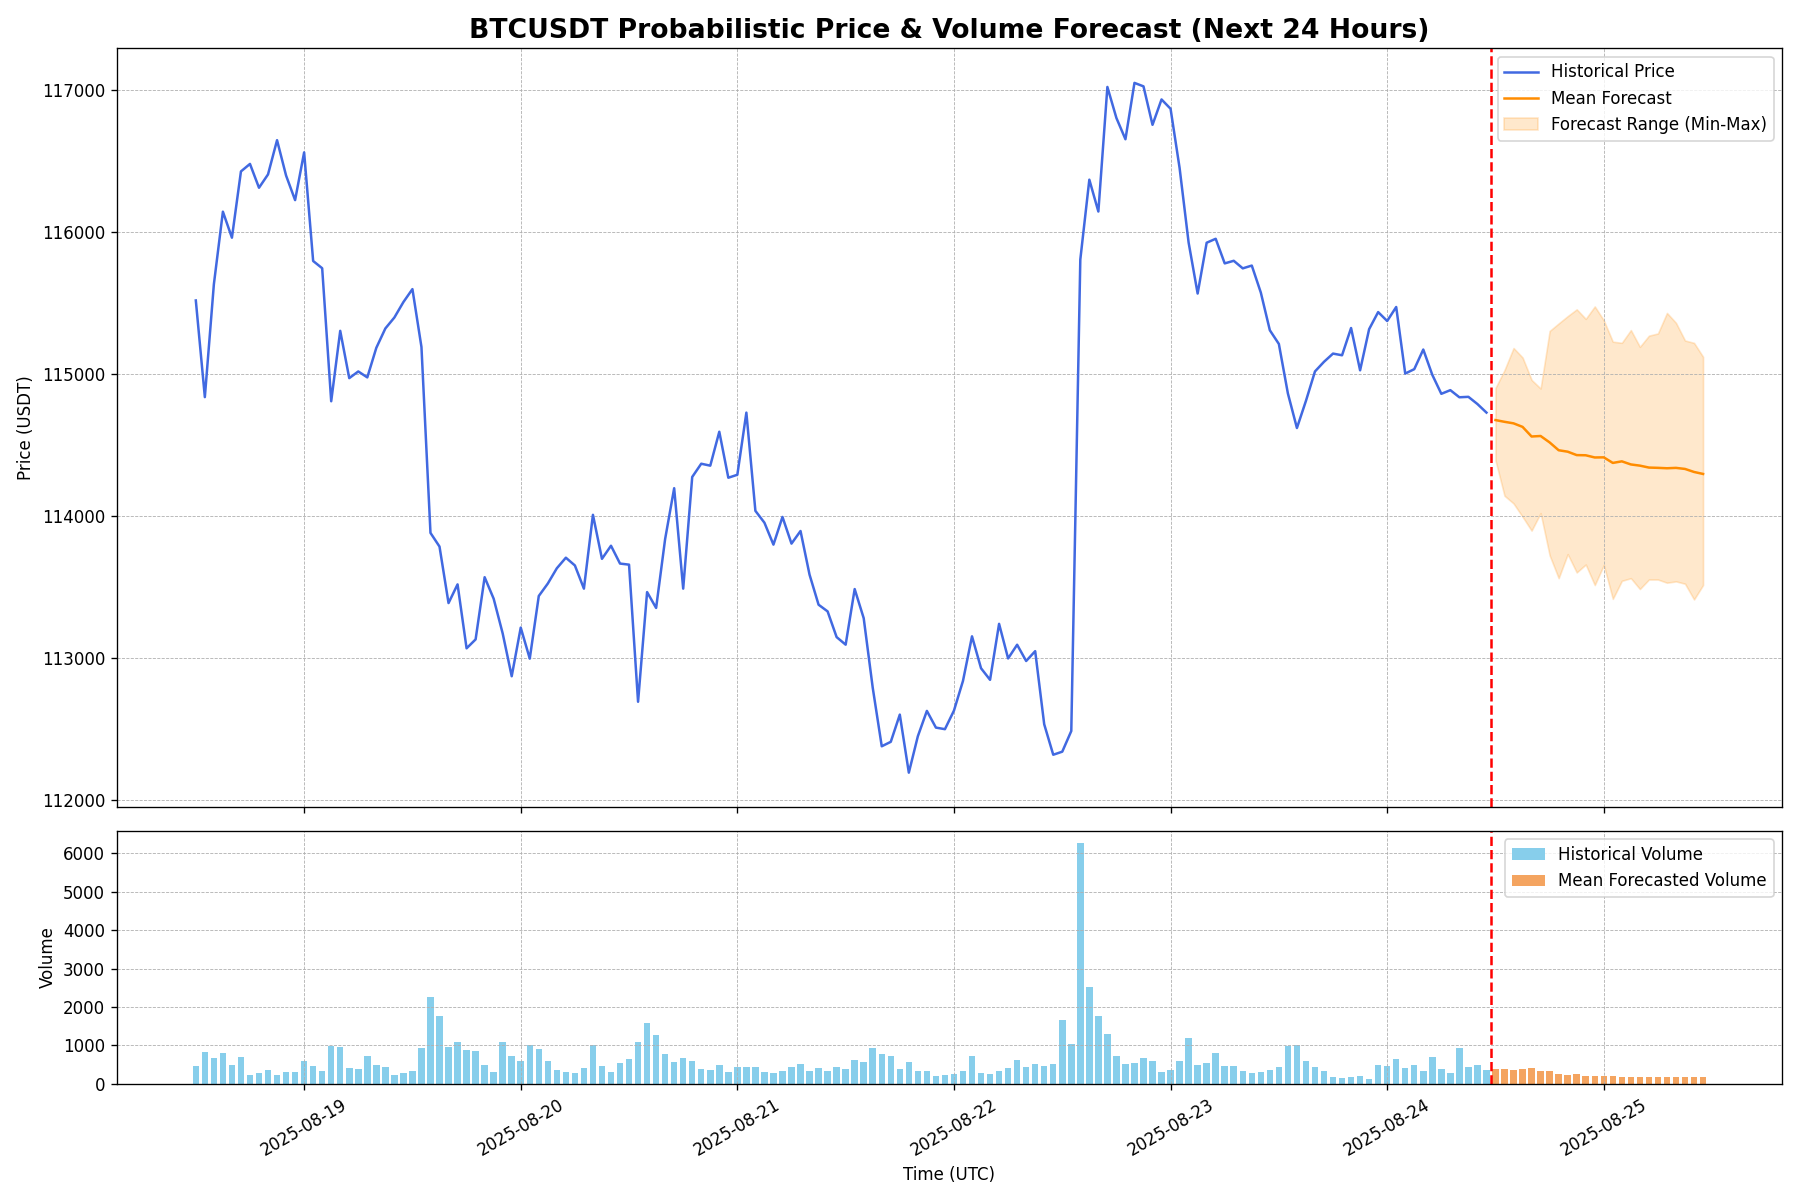 BTCUSDT Probabilistic Price & Volume Forecast (Next 24 Hours)
Historical Price
Mean Forecast
Forecast Range (Min-Max)
Price (USDT)
117000
116000
115000
114000
113000
112000
Historical Volume
Mean Forecasted Volume
Volume
6000
5000
4000
3000
2000
1000
0
2025-08-19
2025-08-20
2025-08-21
2025-08-22
2025-08-23
2025-08-24
2025-08-25
Time (UTC)